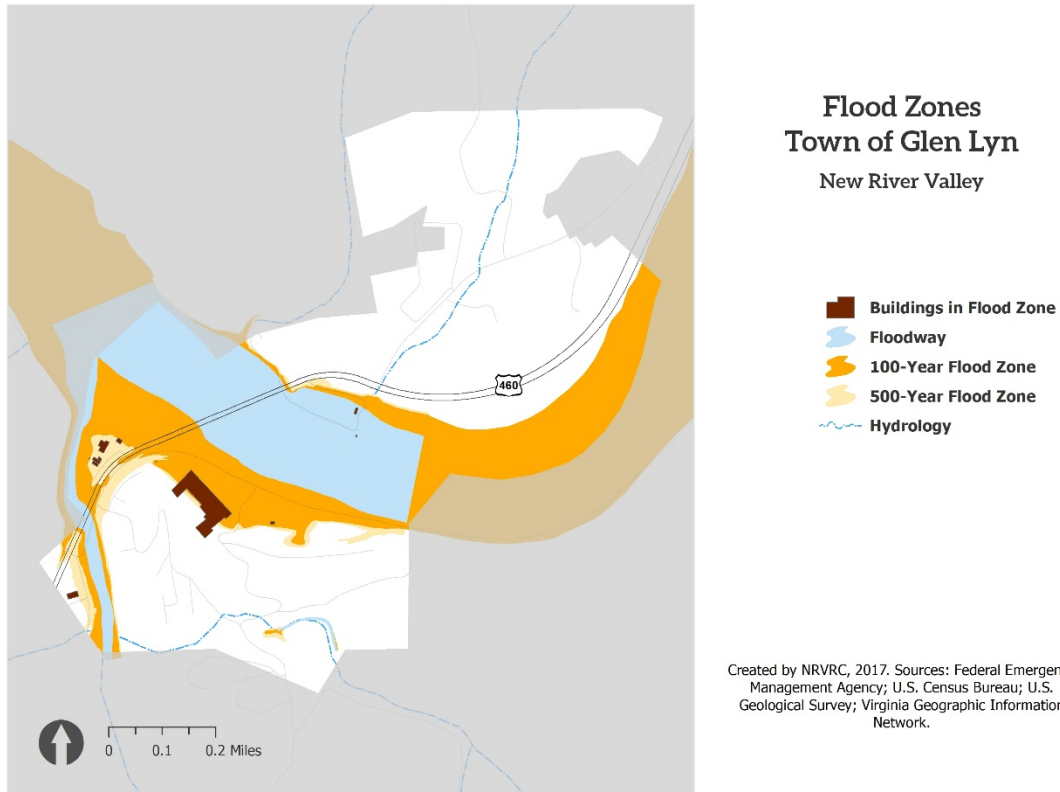 Flood Zones
Town of Glen Lyn
New River Valley
Buildings in Flood Zone
Floodway
100-Year Flood Zone
500-Year Flood Zone
Hydrology
460
0 0.1 0.2 Miles
Created by NRVRC, 2017. Sources: Federal Emergen
Management Agency; U.S. Census Bureau; U.S.
Geological Survey; Virginia Geographic Information
Network.